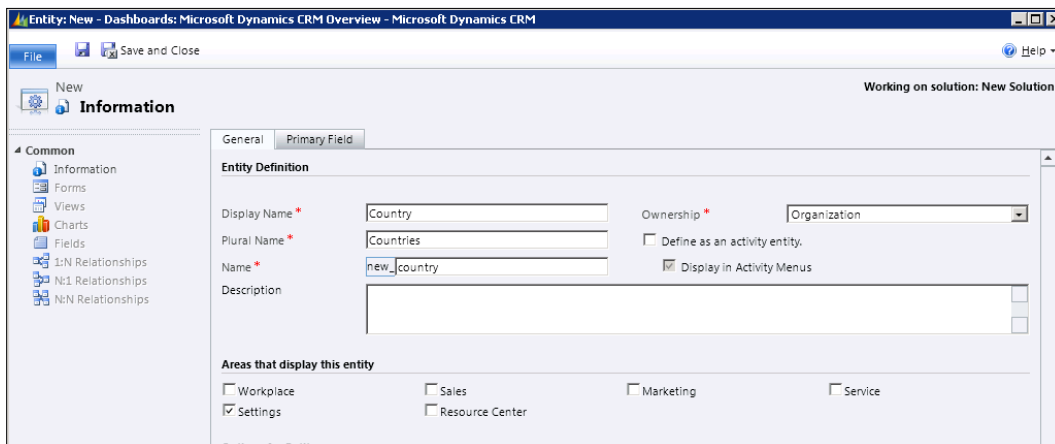 Entity: New - Dashboards: Microsoft Dynamics CRM Overview - Microsoft Dynamics CRM
File Save and Close Help
New
Information
Working on solution: New Solution
General Primary Field
Common
Information
Forms
Views
Charts
Fields
1:N Relationships
N:1 Relationships
N:N Relationships
Entity Definition
Display Name * Country Ownership * Organization
Plural Name * Countries Define as an activity entity.
Name * new_country Display in Activity Menus
Description
Areas that display this entity
Workplace Sales Marketing Service
Settings Resource Center